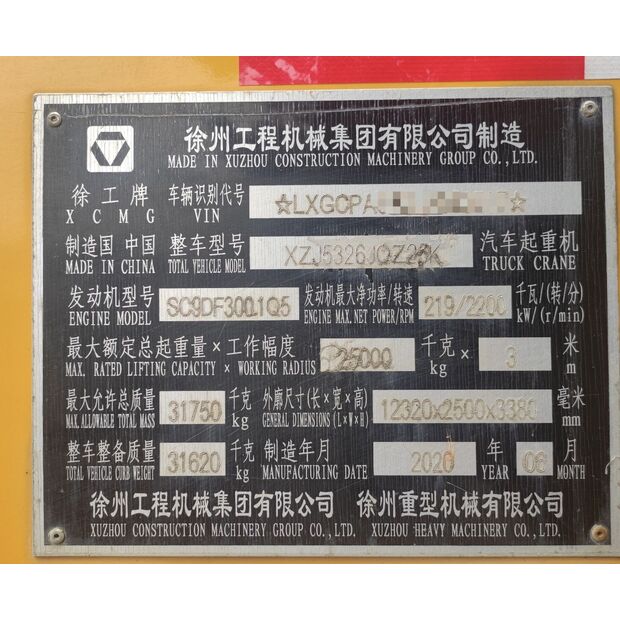 徐州工程机械集团有限公司制造
MADE IN XUZHOU CONSTRUCTION MACHINERY GROUP CO.,LTD.
徐工牌 车辆识别代号 ☆LXGCPA ☆
XCMG VIN
制造国 中国 整车型号 XZJ5326JQZ25K 汽车起重机
MADE IN CHINA TOTAL VEHICLE MODEL TRUCK CRANE
发动机型号 SC9DF300.1Q5 发动机最大净功率/转速 219/2200 千瓦/(转/分)
ENGINE MODEL ENGINE MAX. NET POWER/RPM kW/(r/min)
最大额定总起重量×工作幅度 25000 千克× 3 米
MAX. RATED LIFTING CAPACITY × WORKING RADIUS kg m
最大允许总质量 31750 千克 外廓尺寸(长×宽×高) 12320x2500x3380 毫米
MAX. ALLOWABLE TOTAL MASS kg GENERAL DIMENSIONS (L×W×H) mm
整车整备质量 31620 千克 制造年月 2020 年 06 月
TOTAL VEHICLE CURB WEIGHT kg MANUFACTURING DATE YEAR MONTH
徐州工程机械集团有限公司 徐州重型机械有限公司
XUZHOU CONSTRUCTION MACHINERY GROUP CO.,LTD. XUZHOU HEAVY MACHINERY CO.,LTD.